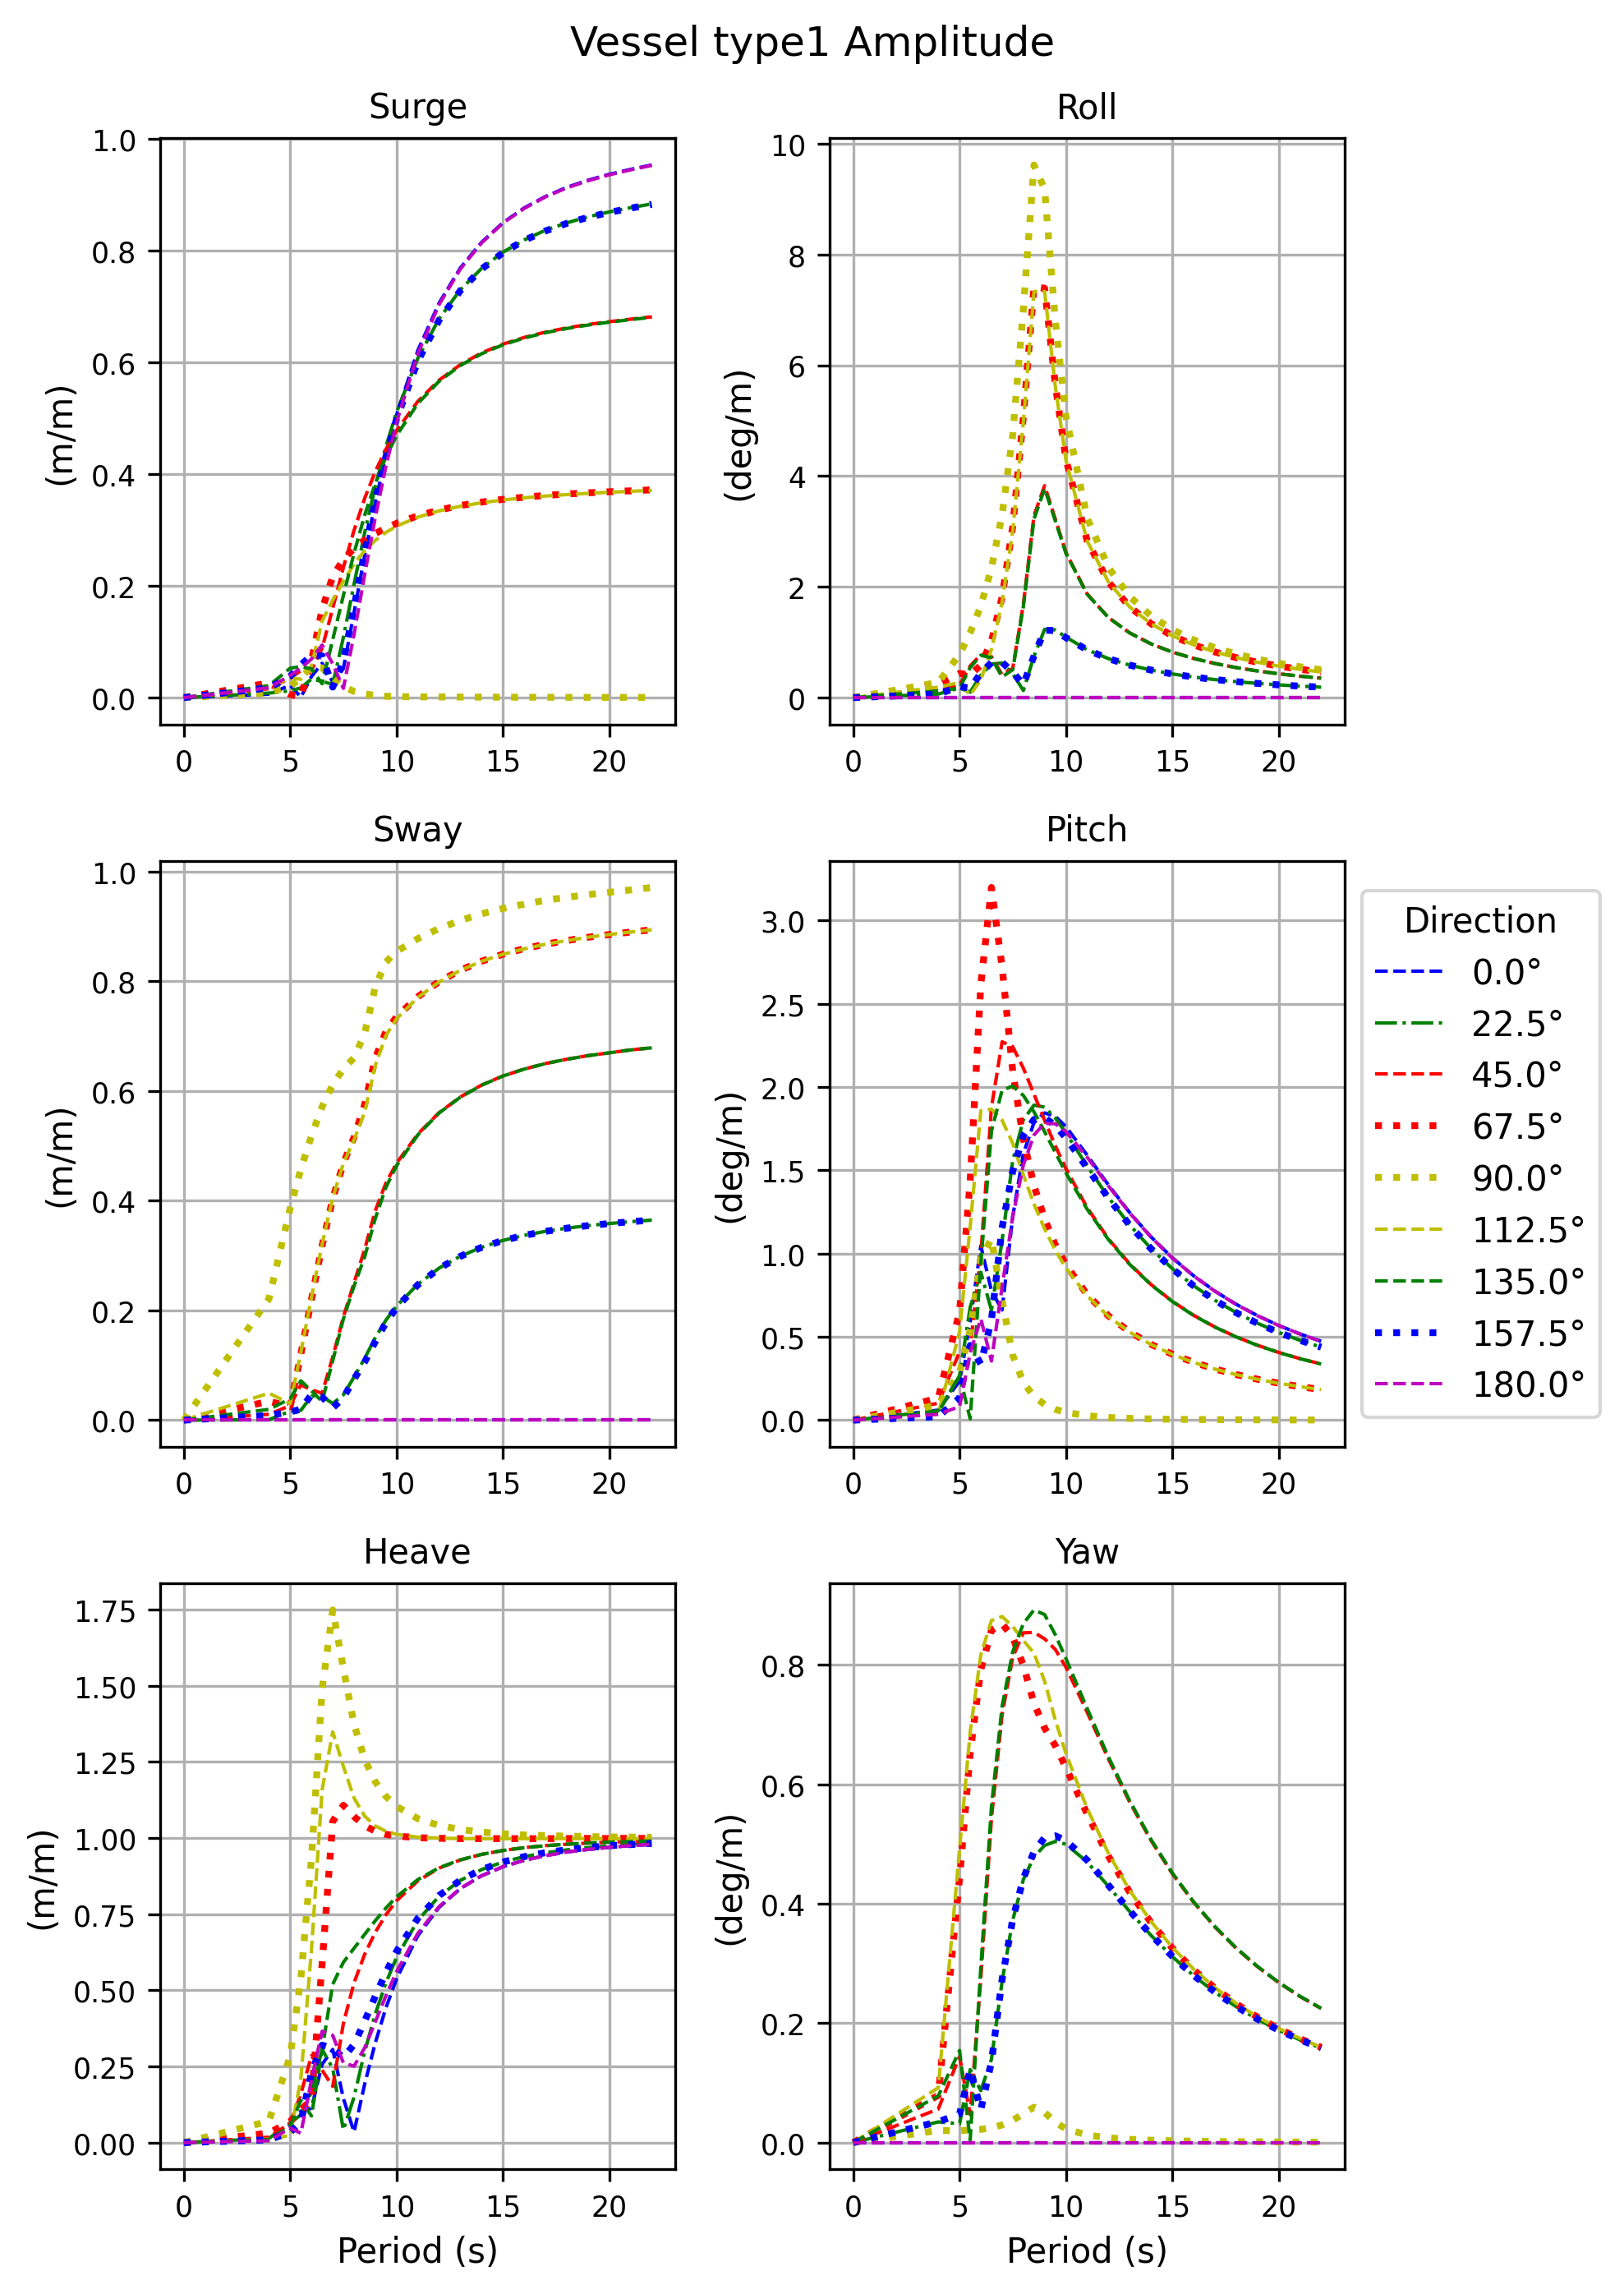 Vessel type1 Amplitude
Surge
1.0
0.8
0.6
0.4
0.2
0.0
(m/m)
0 5 10 15 20
Roll
10
8
6
4
2
0
(deg/m)
0 5 10 15 20
Sway
1.0
0.8
0.6
0.4
0.2
0.0
(m/m)
0 5 10 15 20
Pitch
3.0
2.5
2.0
1.5
1.0
0.5
0.0
(deg/m)
0 5 10 15 20
Direction
0.0°
22.5°
45.0°
67.5°
90.0°
112.5°
135.0°
157.5°
180.0°
Heave
1.75
1.50
1.25
1.00
0.75
0.50
0.25
0.00
(m/m)
0 5 10 15 20
Period (s)
Yaw
0.8
0.6
0.4
0.2
0.0
(deg/m)
0 5 10 15 20
Period (s)